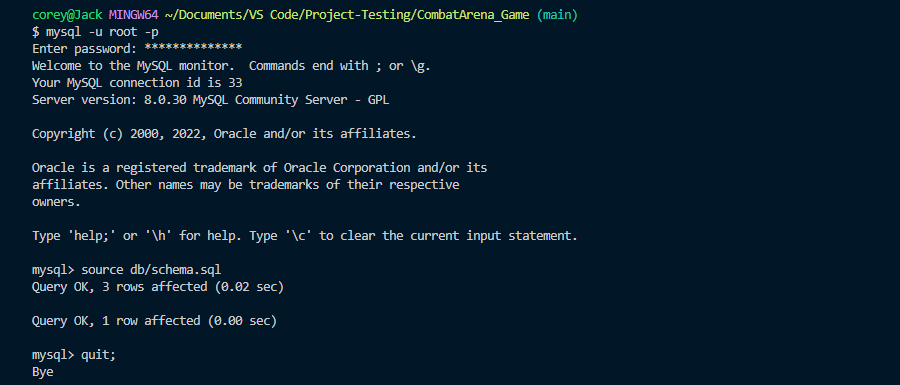 corey@Jack MINGW64 ~/Documents/VS Code/Project-Testing/CombatArena_Game (main)
$ mysql -u root -p
Enter password: **************
Welcome to the MySQL monitor.  Commands end with ; or \g.
Your MySQL connection id is 33
Server version: 8.0.30 MySQL Community Server - GPL

Copyright (c) 2000, 2022, Oracle and/or its affiliates.

Oracle is a registered trademark of Oracle Corporation and/or its
affiliates. Other names may be trademarks of their respective
owners.

Type 'help;' or '\h' for help. Type '\c' to clear the current input statement.

mysql> source db/schema.sql
Query OK, 3 rows affected (0.02 sec)

Query OK, 1 row affected (0.00 sec)

mysql> quit;
Bye